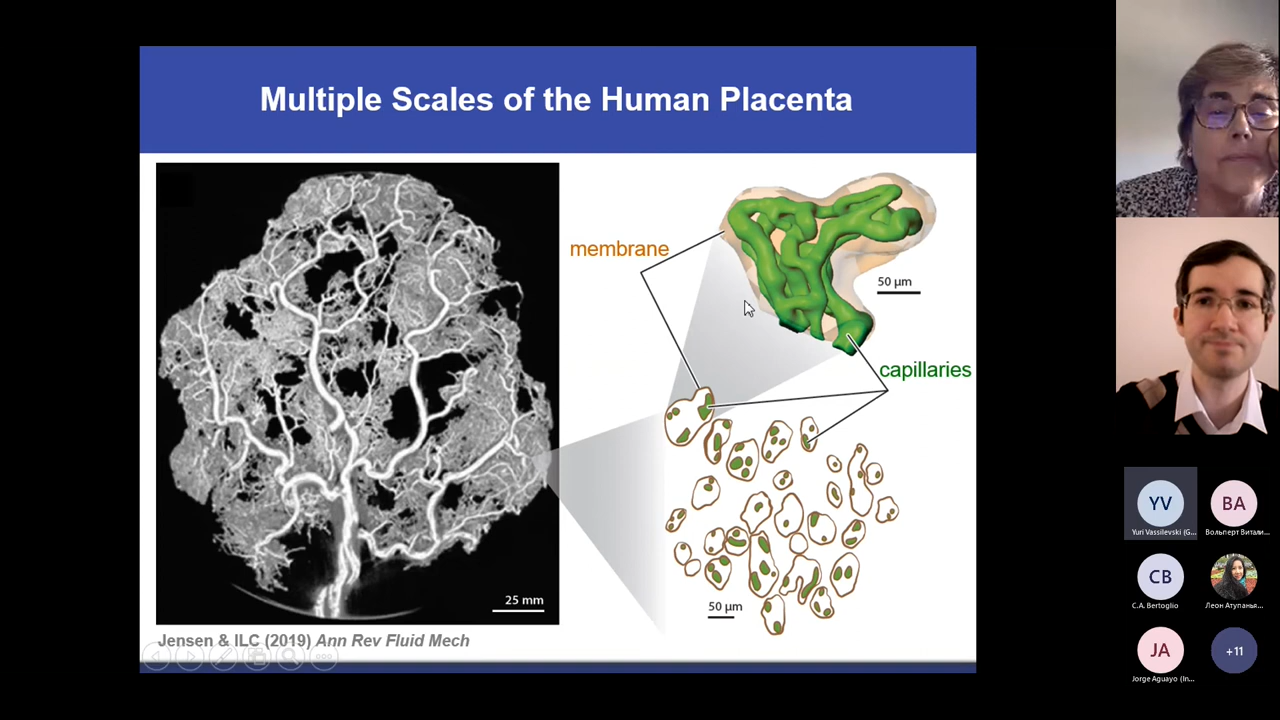 Multiple Scales of the Human Placenta
membrane
50 µm
capillaries
25 mm
50 µm
Jensen & ILC (2019) Ann Rev Fluid Mech
YV
BA
Yuri Vassilevski (G...
Вольперт Витали...
CB
C.A. Bertoglio
Леон Атупанья...
JA
+11
Jorge Aguayo (In...